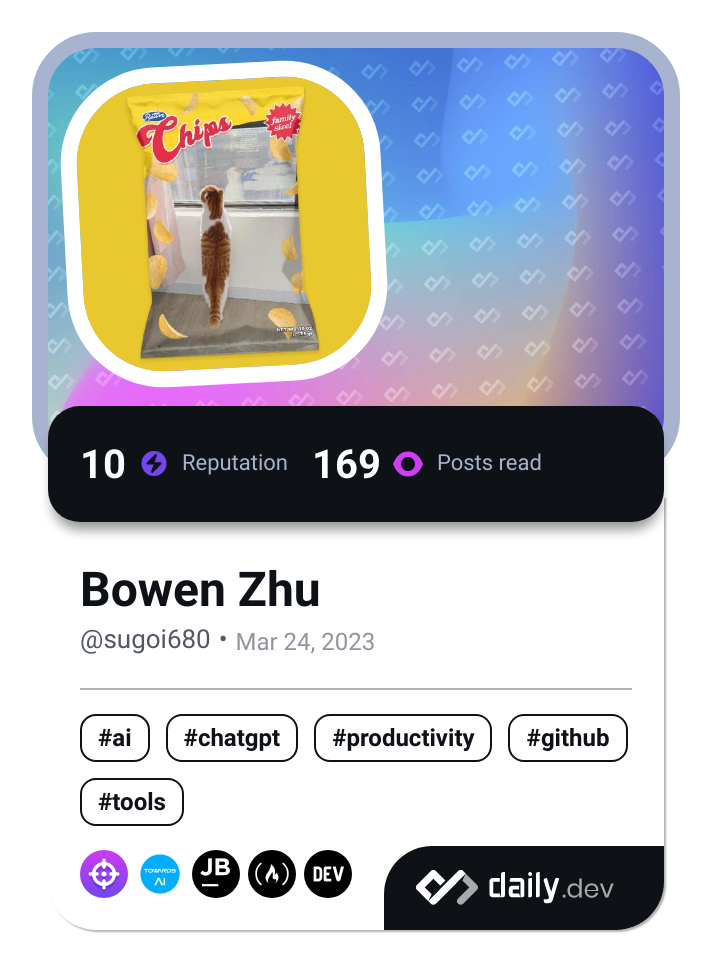 Chips
family
size!
10 Reputation 169 Posts read
Bowen Zhu
@sugoi680 • Mar 24, 2023
#ai #chatgpt #productivity #github
#tools
TOWARDS
AI
JB
DEV
daily.dev